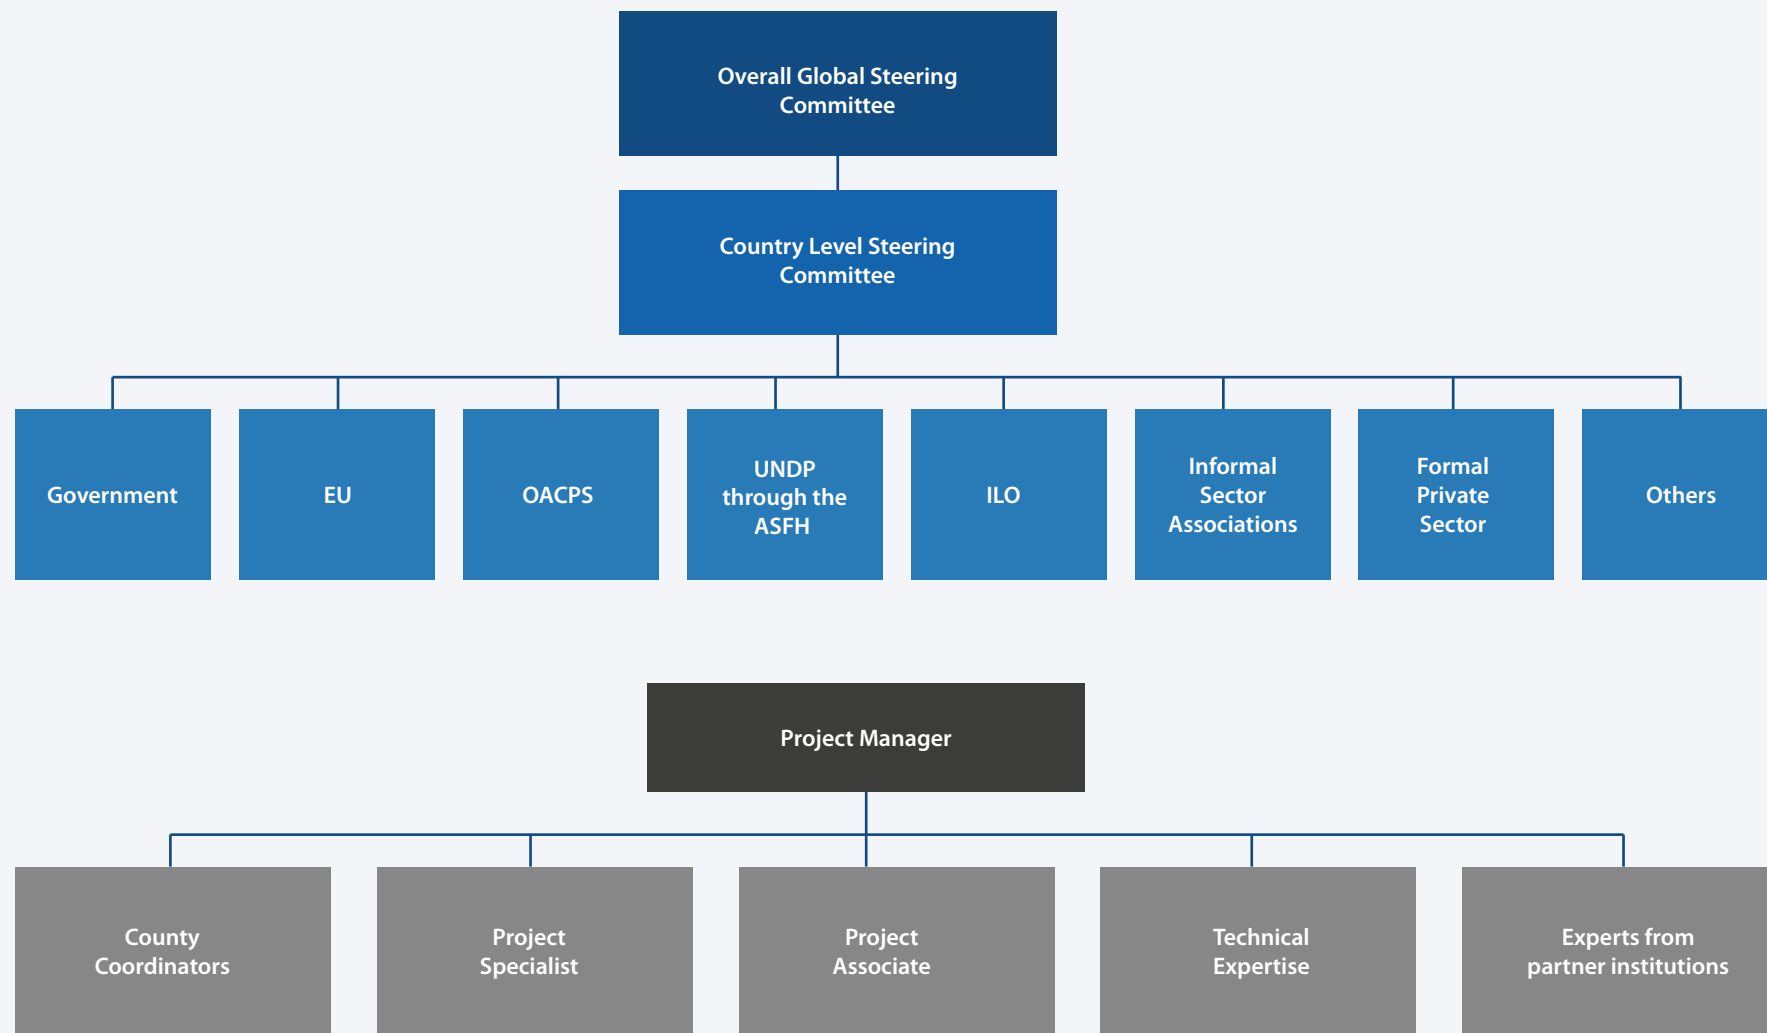 Overall Global Steering
Committee
Country Level Steering
Committee
Government
EU
OACPS
UNDP
through the
ASFH
ILO
Informal
Sector
Associations
Formal
Private
Sector
Others
Project Manager
County
Coordinators
Project
Specialist
Project
Associate
Technical
Expertise
Experts from
partner institutions